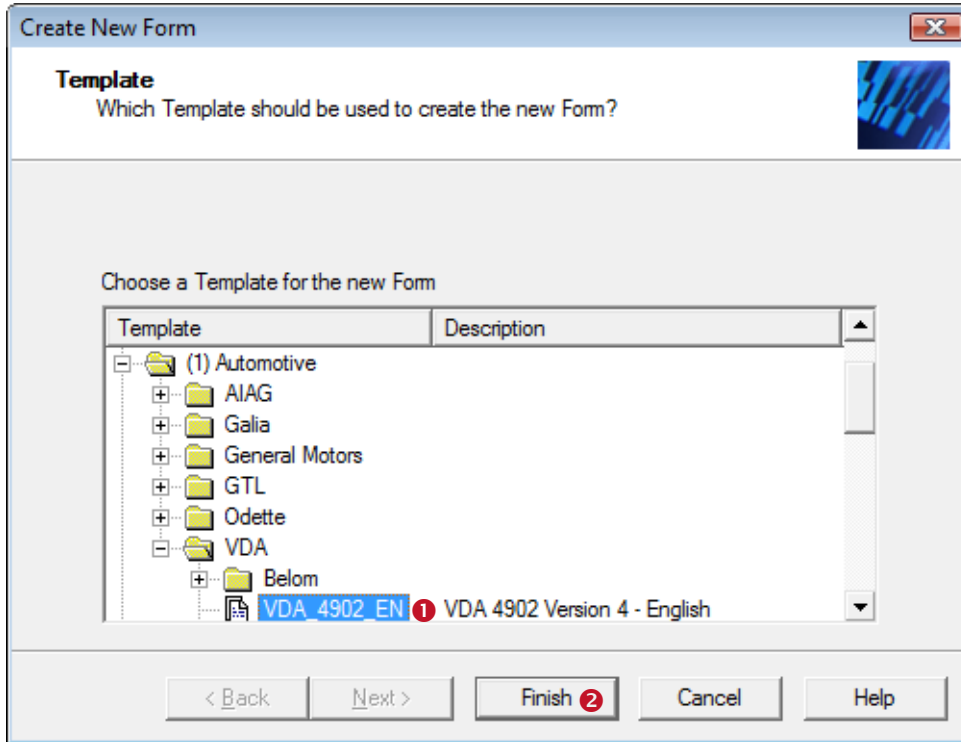 Create New Form
Template
Which Template should be used to create the new Form?
Choose a Template for the new Form
Template Description
(1) Automotive
AIAG
Galia
General Motors
GTL
Odette
VDA
Belom
VDA_4902_EN ❶ VDA 4902 Version 4 - English
< Back Next > Finish ❷ Cancel Help